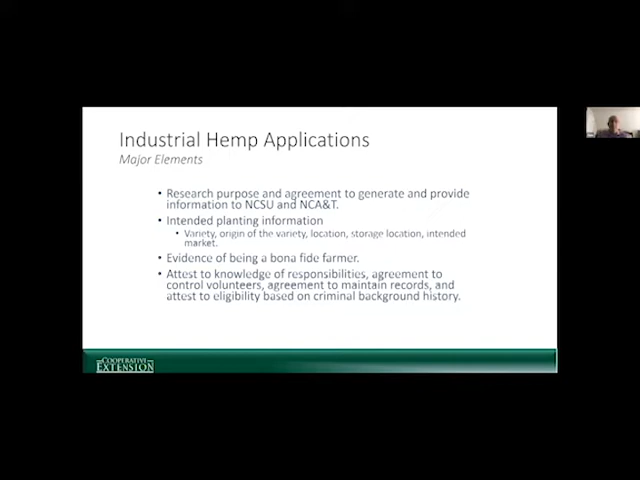 Industrial Hemp Applications
Major Elements
• Research purpose and agreement to generate and provide
information to NCSU and NCA&T.
• Intended planting information
• Variety, origin of the variety, location, storage location, intended
market.
• Evidence of being a bona fide farmer.
• Attest to knowledge of responsibilities, agreement to
control volunteers, agreement to maintain records, and
attest to eligibility based on criminal background history.
COOPERATIVE
EXTENSION